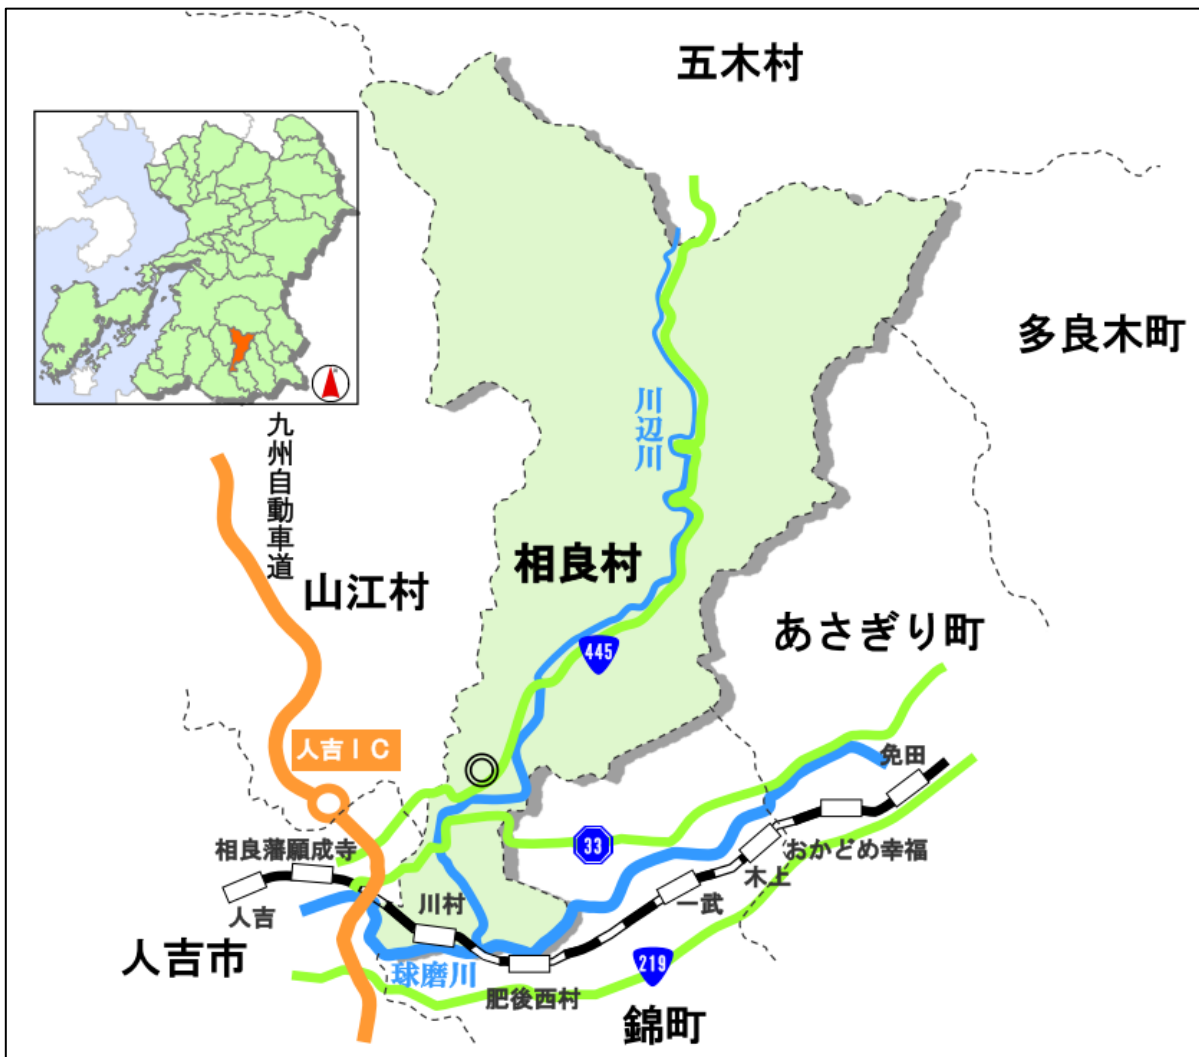 五木村
多良木町
九州自動車道
川辺川
相良村
山江村
あさぎり町
445
人吉ＩＣ
免田
33
おかどめ幸福
相良藩願成寺
木上
一武
川村
人吉
人吉市
球磨川
219
肥後西村
錦町